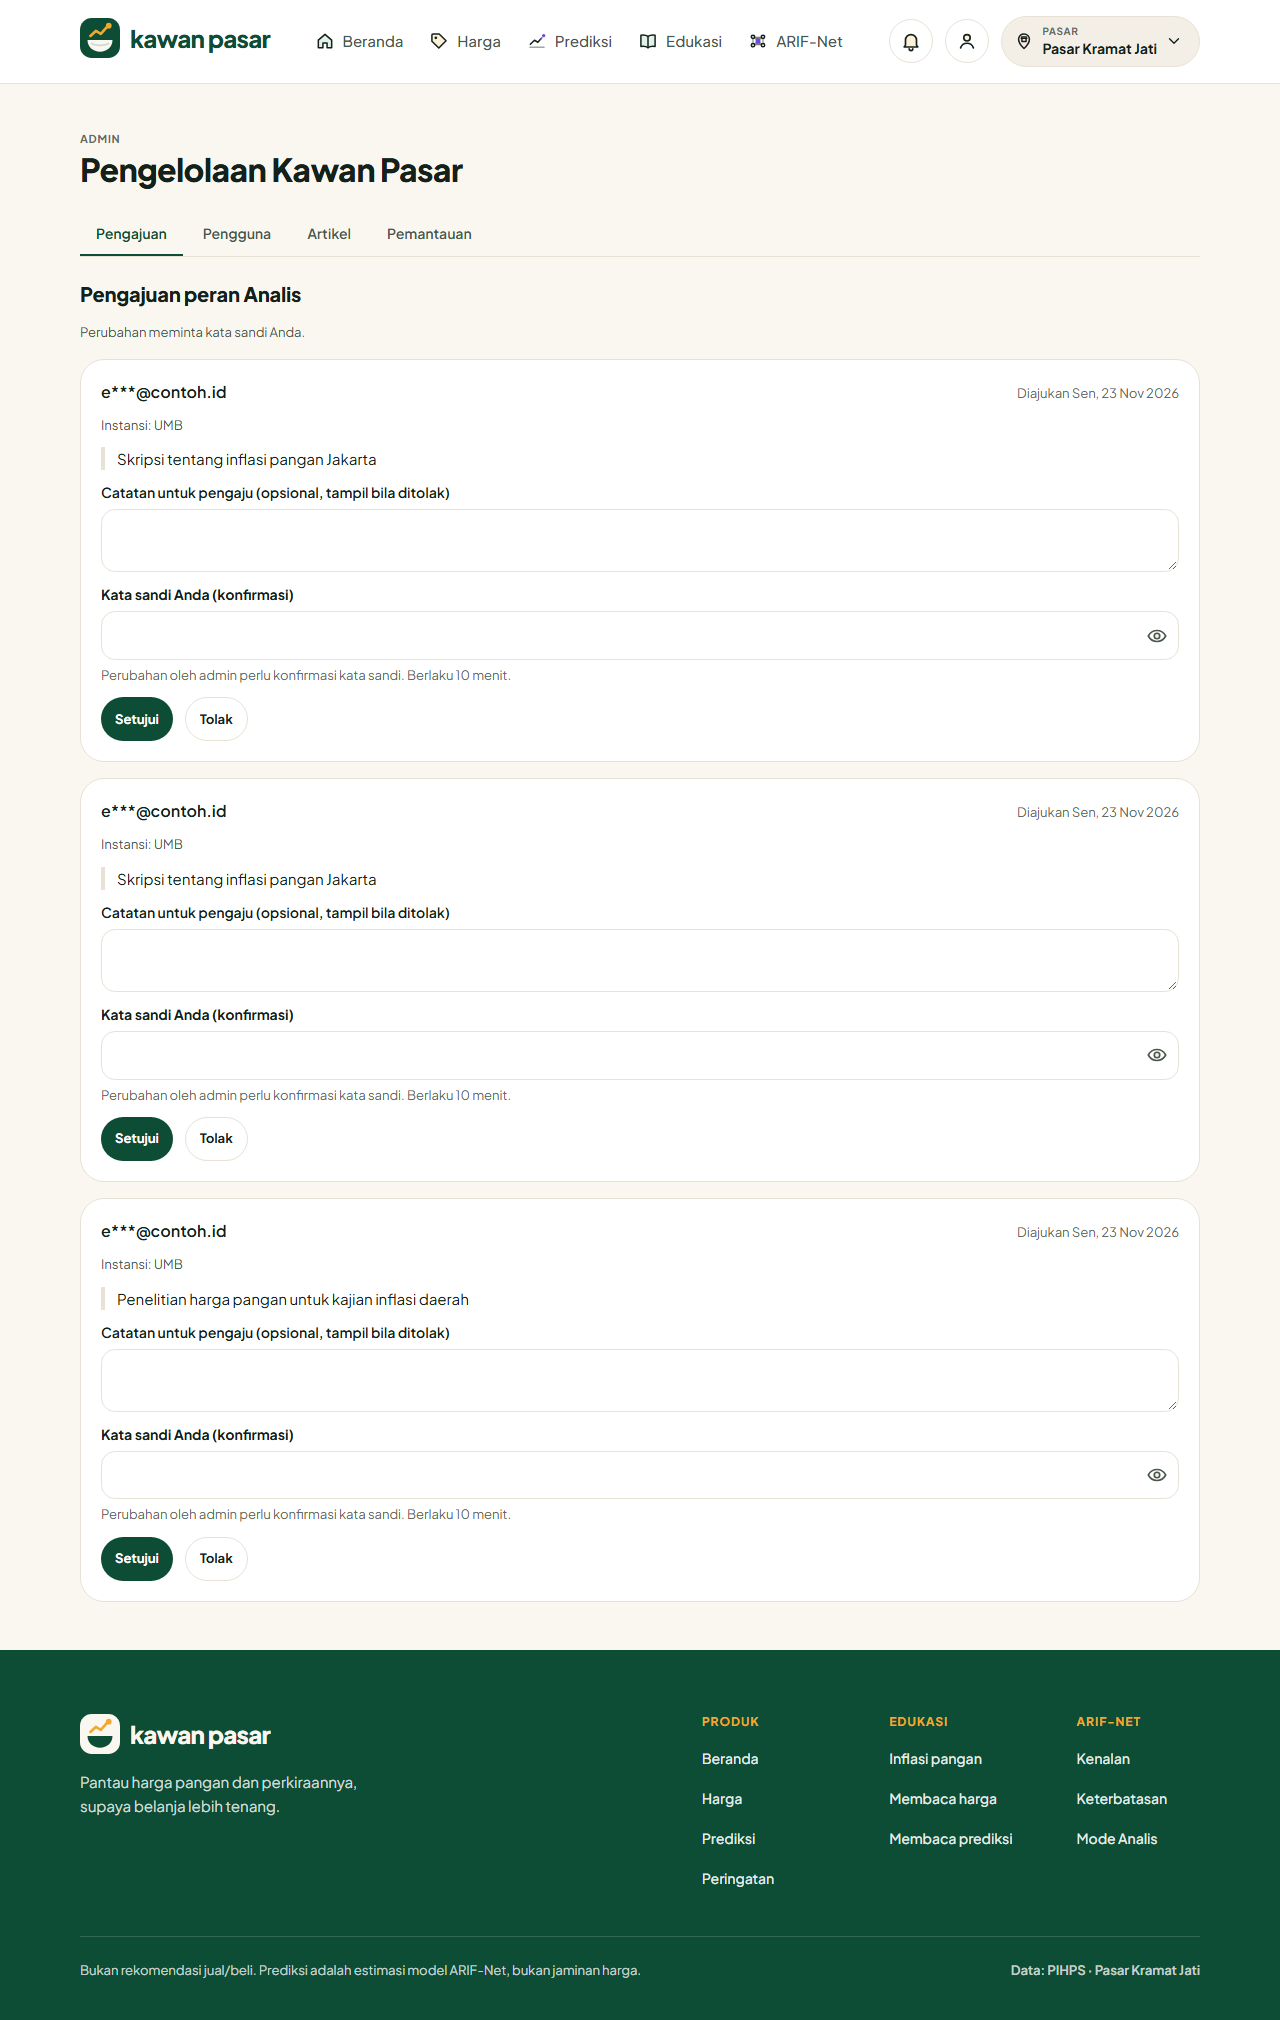 kawan pasar
Beranda
Harga
Prediksi
Edukasi
ARIF-Net
PASAR
Pasar Kramat Jati
ADMIN
Pengelolaan Kawan Pasar
Pengajuan
Pengguna
Artikel
Pemantauan
Pengajuan peran Analis
Perubahan meminta kata sandi Anda.
e***@contoh.id
Diajukan Sen, 23 Nov 2026
Instansi: UMB
Skripsi tentang inflasi pangan Jakarta
Catatan untuk pengaju (opsional, tampil bila ditolak)
Kata sandi Anda (konfirmasi)
Perubahan oleh admin perlu konfirmasi kata sandi. Berlaku 10 menit.
Setujui
Tolak
e***@contoh.id
Diajukan Sen, 23 Nov 2026
Instansi: UMB
Skripsi tentang inflasi pangan Jakarta
Catatan untuk pengaju (opsional, tampil bila ditolak)
Kata sandi Anda (konfirmasi)
Perubahan oleh admin perlu konfirmasi kata sandi. Berlaku 10 menit.
Setujui
Tolak
e***@contoh.id
Diajukan Sen, 23 Nov 2026
Instansi: UMB
Penelitian harga pangan untuk kajian inflasi daerah
Catatan untuk pengaju (opsional, tampil bila ditolak)
Kata sandi Anda (konfirmasi)
Perubahan oleh admin perlu konfirmasi kata sandi. Berlaku 10 menit.
Setujui
Tolak
kawan pasar
Pantau harga pangan dan perkiraannya,
supaya belanja lebih tenang.
PRODUK
Beranda
Harga
Prediksi
Peringatan
EDUKASI
Inflasi pangan
Membaca harga
Membaca prediksi
ARIF-NET
Kenalan
Keterbatasan
Mode Analis
Bukan rekomendasi jual/beli. Prediksi adalah estimasi model ARIF-Net, bukan jaminan harga.
Data: PIHPS · Pasar Kramat Jati